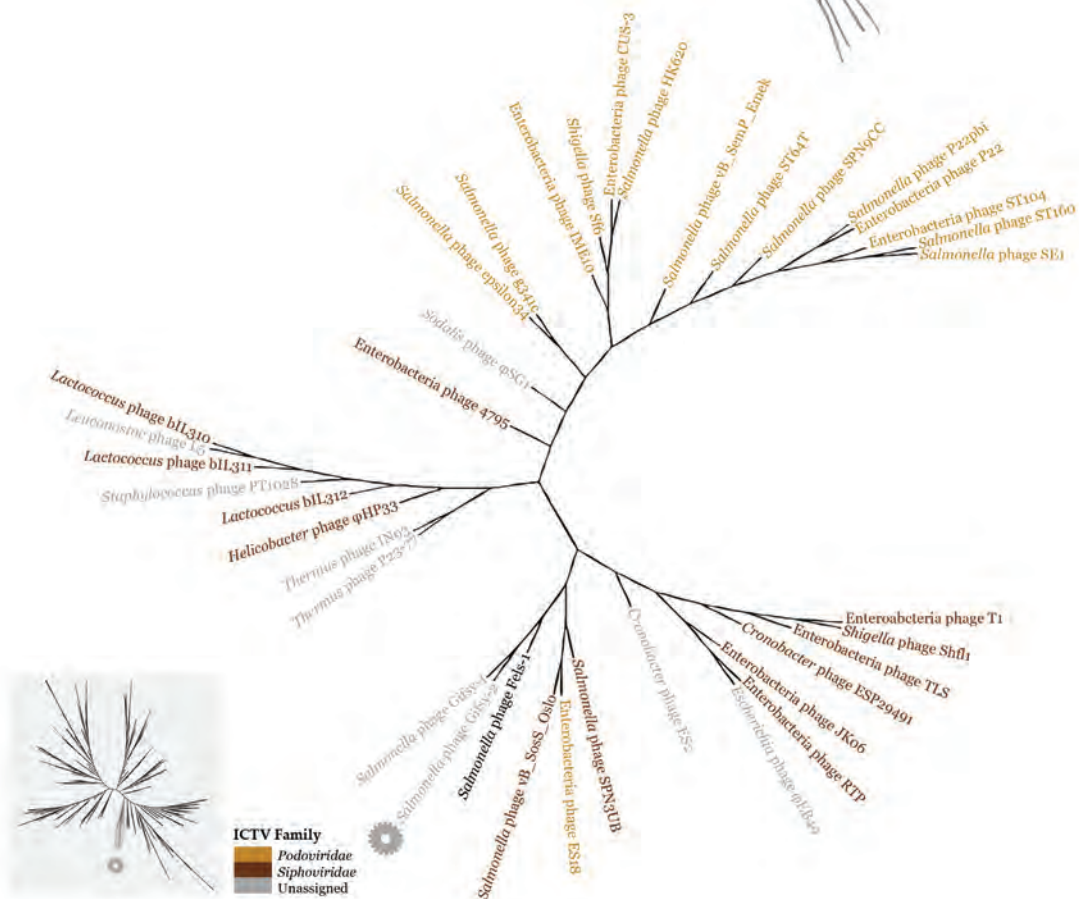 Enterobacteria phage CUS-3
Salmonella phage HK620
Shigella phage Sf6
Enterobacteria phage IME10
Salmonella phage g341c
Salmonella phage epsilon34
Salmonella phage vB_SemP_Emek
Salmonella phage ST64T
Salmonella phage SPN9CC
Salmonella phage P22pbi
Enterobacteria phage P22
Enterobacteria phage ST104
Salmonella phage ST160
Salmonella phage SE1
Sodalis phage φSG1
Enterobacteria phage 4795
Lactococcus phage bIL310
Leuconostoc phage L5
Lactococcus phage bIL311
Staphylococcus phage PT1028
Lactococcus bIL312
Helicobacter phage φHP33
Thermus phage IN93
Thermus phage P23-77
Enteroabcteria phage T1
Shigella phage Shfl1
Enterobacteria phage TLS
Cronobacter phage ESP29491
Enterobacteria phage JK06
Enterobacteria phage RTP
Escherichia phage
Cronobacter phage
Salmonella phage SPN3UB
Enterobacteria phage ES18
Salmonella phage vB_SosS_Oslo
Salmonella phage Fels-1
Salmonella phage Gifsy-2
Salmonella phage
ICTV Family
Podoviridae
Siphoviridae
Unassigned